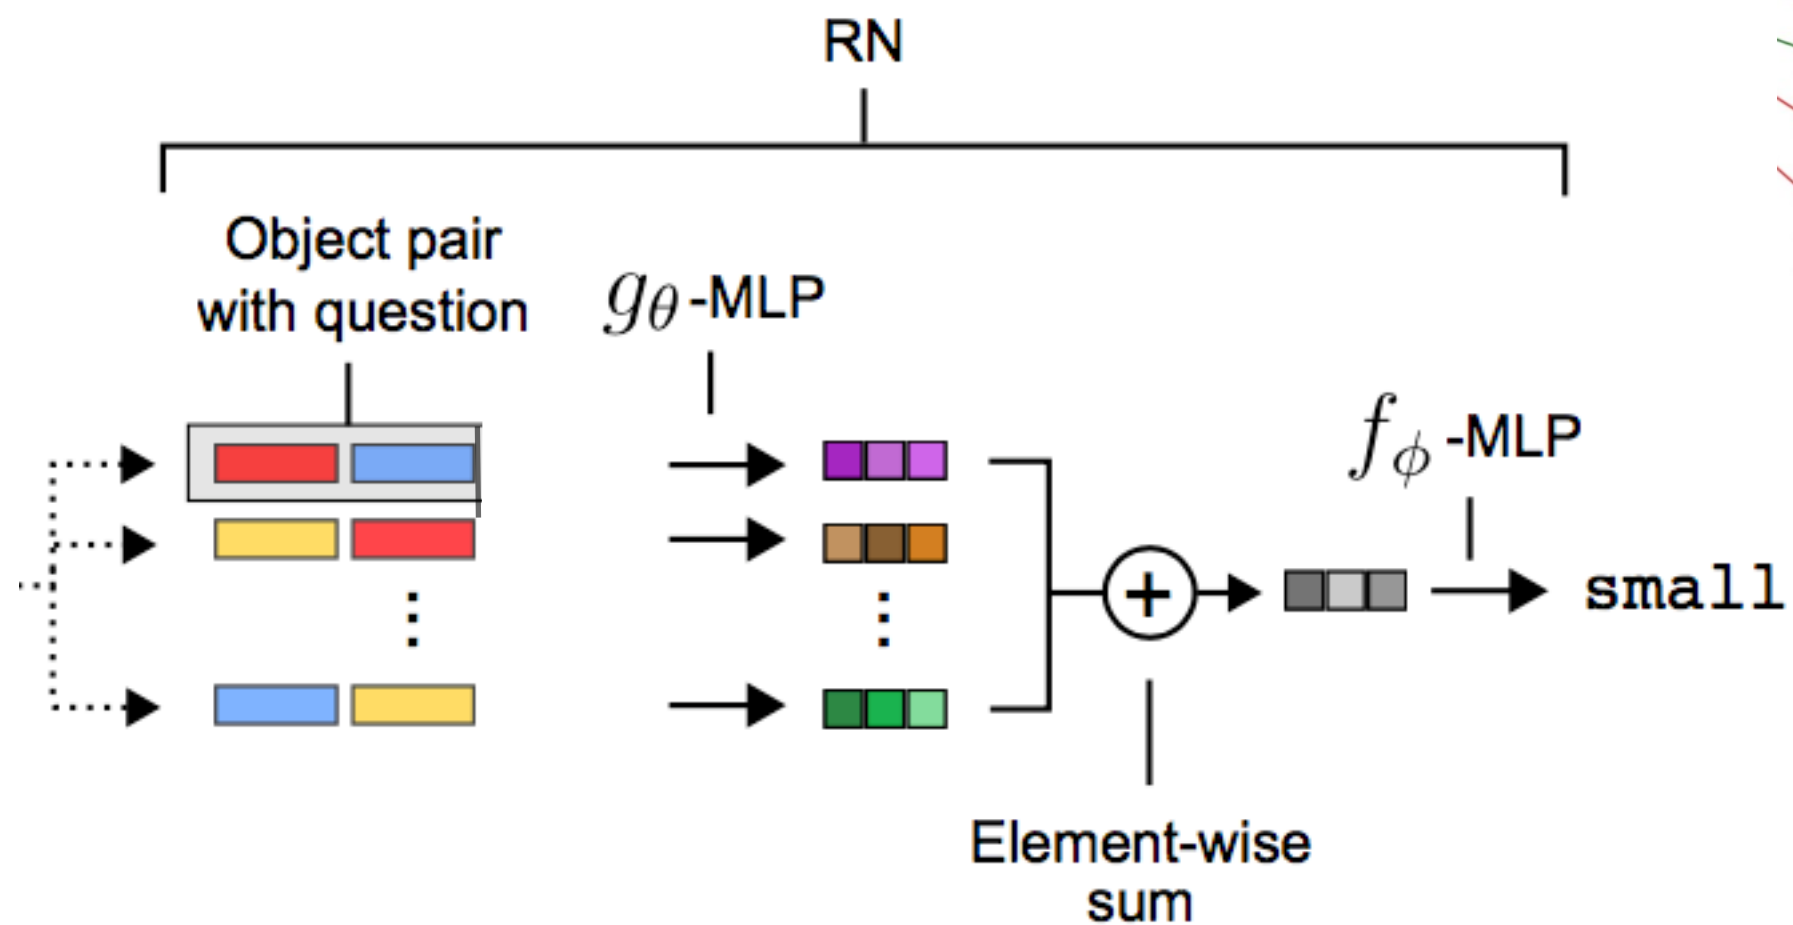 RN
Object pair
with question
gθ-MLP
fϕ-MLP
+
small
Element-wise
sum